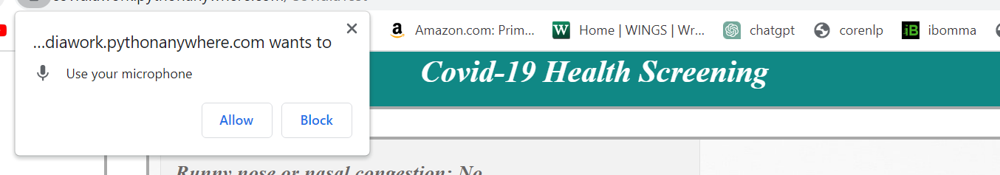 ...diawork.pythonanywhere.com wants to
Use your microphone
Allow
Block
Amazon.com: Prim...
Home | WINGS | Wr...
chatgpt
corenlp
iB
ibomma
Covid-19 Health Screening
Runny nose or nasal congestion: No